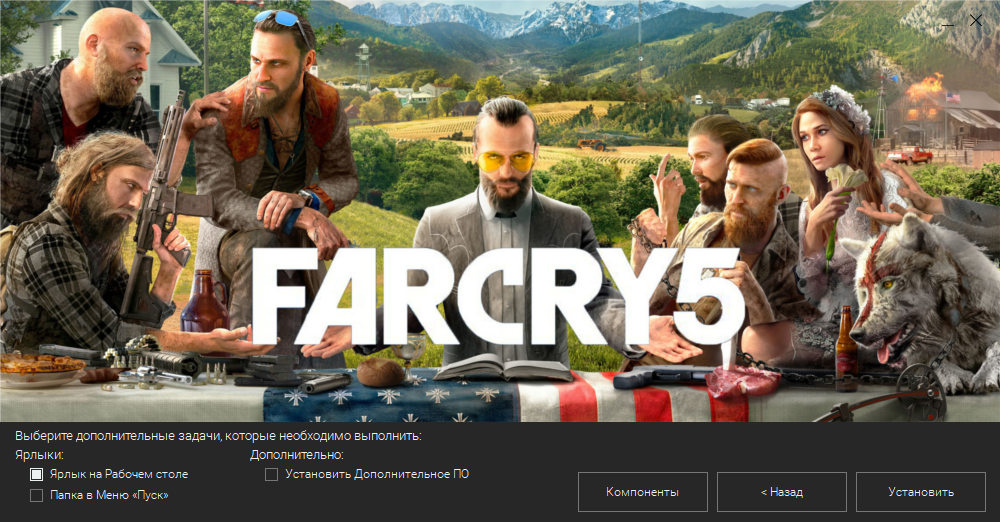 FARCRY5
Выберите дополнительные задачи, которые необходимо выполнить:
Ярлыки:
Дополнительно:
Ярлык на Рабочем столе
Установить Дополнительное ПО
Папка в Меню «Пуск»
Компоненты
< Назад
Установить